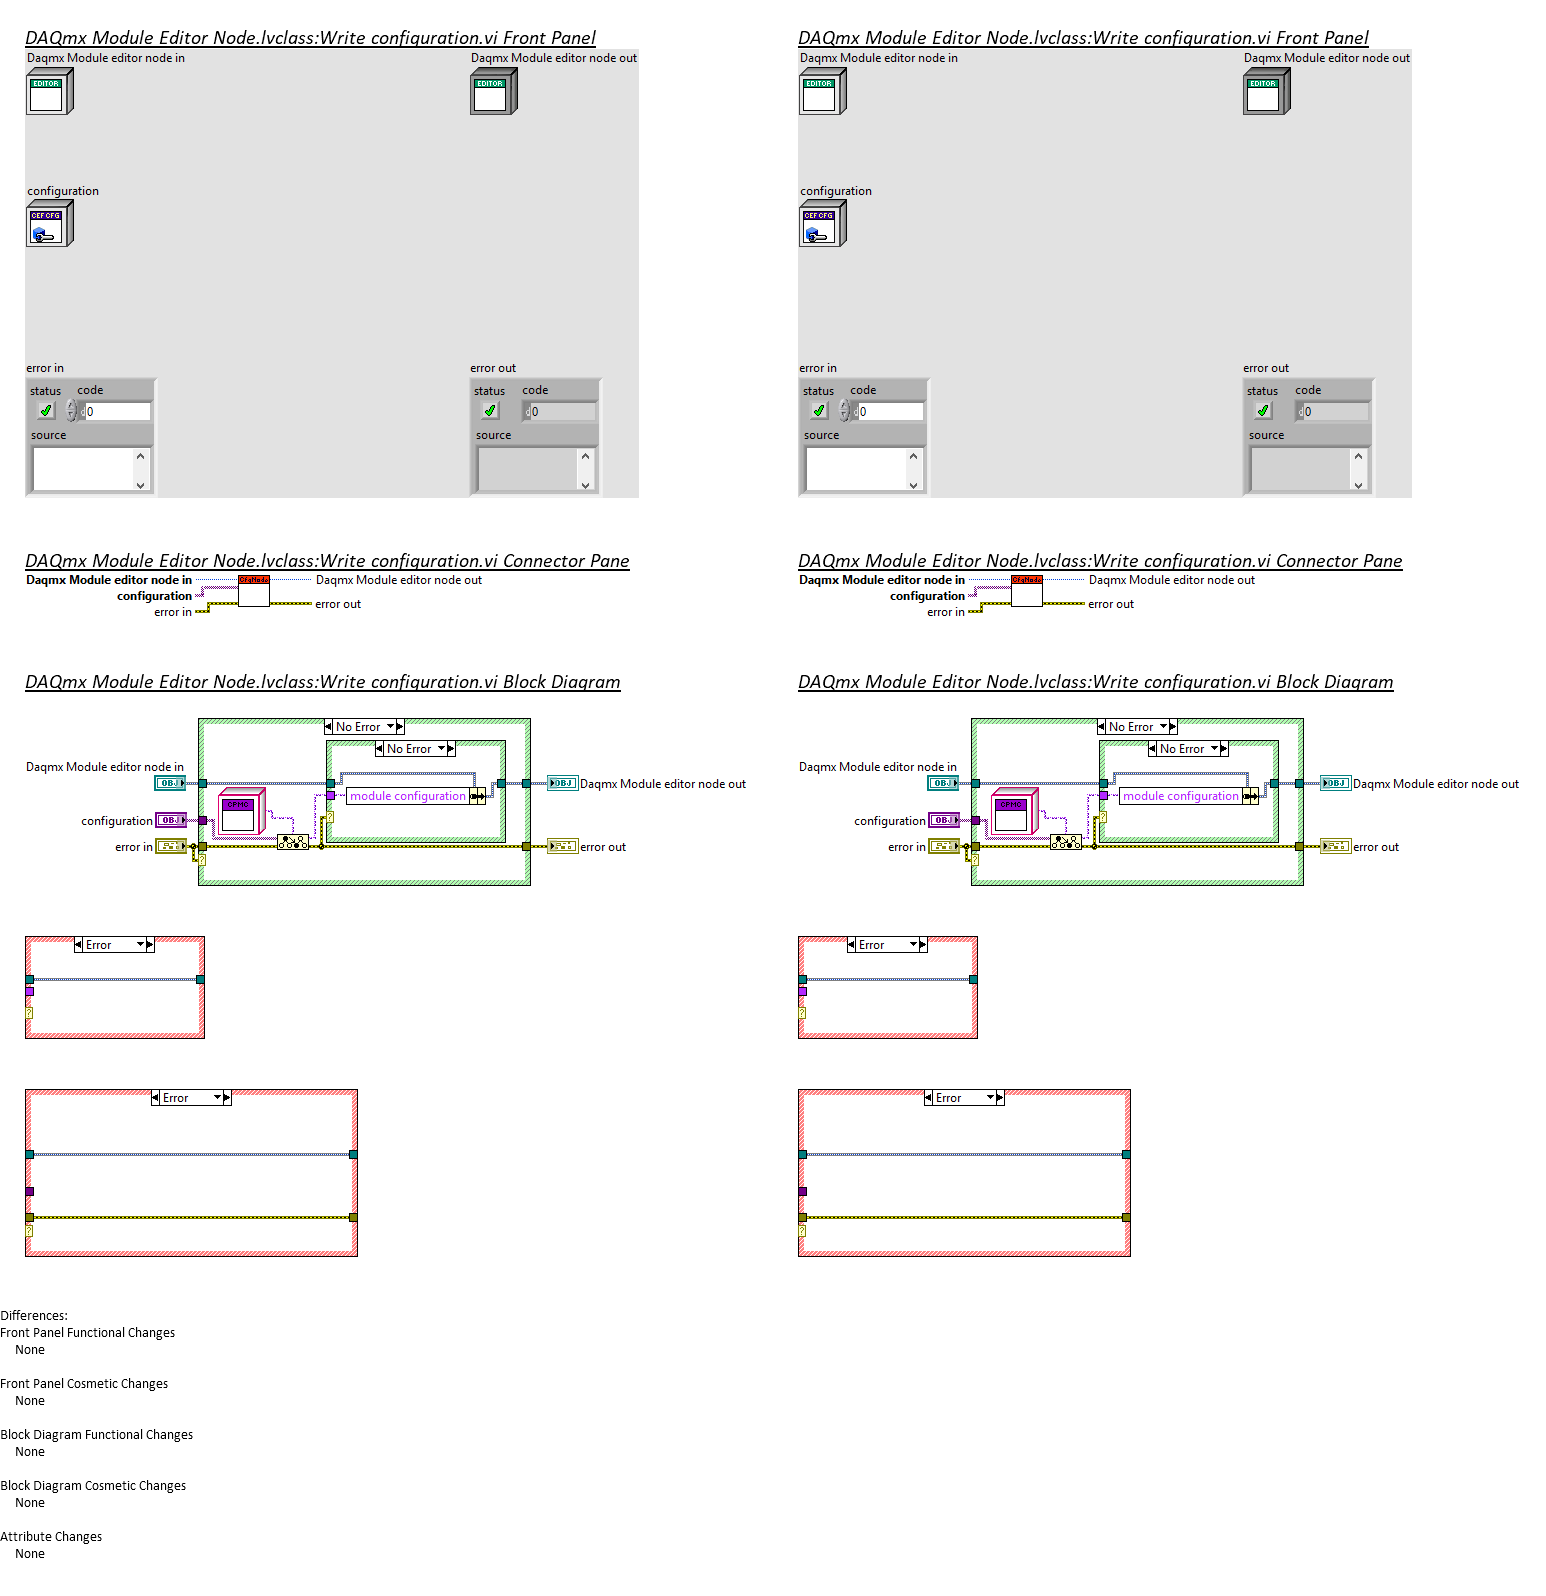 DAQmx Module Editor Node.lvclass:Write configuration.vi Front Panel
DAQmx Module Editor Node.lvclass:Write configuration.vi Front Panel
Daqmx Module editor node in
Daqmx Module editor node out
Daqmx Module editor node in
Daqmx Module editor node out
EDITOR
EDITOR
EDITOR
EDITOR
configuration
configuration
CEF CFG
CEF CFG
error in
error out
error in
error out
status code
status code
status code
status code
d 0
d 0
d 0
d 0
source
source
source
source
DAQmx Module Editor Node.lvclass:Write configuration.vi Connector Pane
DAQmx Module Editor Node.lvclass:Write configuration.vi Connector Pane
Daqmx Module editor node in
CfgNode
Daqmx Module editor node out
Daqmx Module editor node in
CfgNode
Daqmx Module editor node out
configuration
configuration
error in
error out
error in
error out
DAQmx Module Editor Node.lvclass:Write configuration.vi Block Diagram
DAQmx Module Editor Node.lvclass:Write configuration.vi Block Diagram
No Error
No Error
No Error
No Error
Daqmx Module editor node in
Daqmx Module editor node in
OBJ
OBJ
Daqmx Module editor node out
OBJ
OBJ
Daqmx Module editor node out
module configuration
module configuration
CPMC
CPMC
configuration
OBJ
configuration
OBJ
?
?
error in
error out
error in
error out
?
?
Error
Error
?
?
Error
Error
?
?
Differences:
Front Panel Functional Changes
None
Front Panel Cosmetic Changes
None
Block Diagram Functional Changes
None
Block Diagram Cosmetic Changes
None
Attribute Changes
None